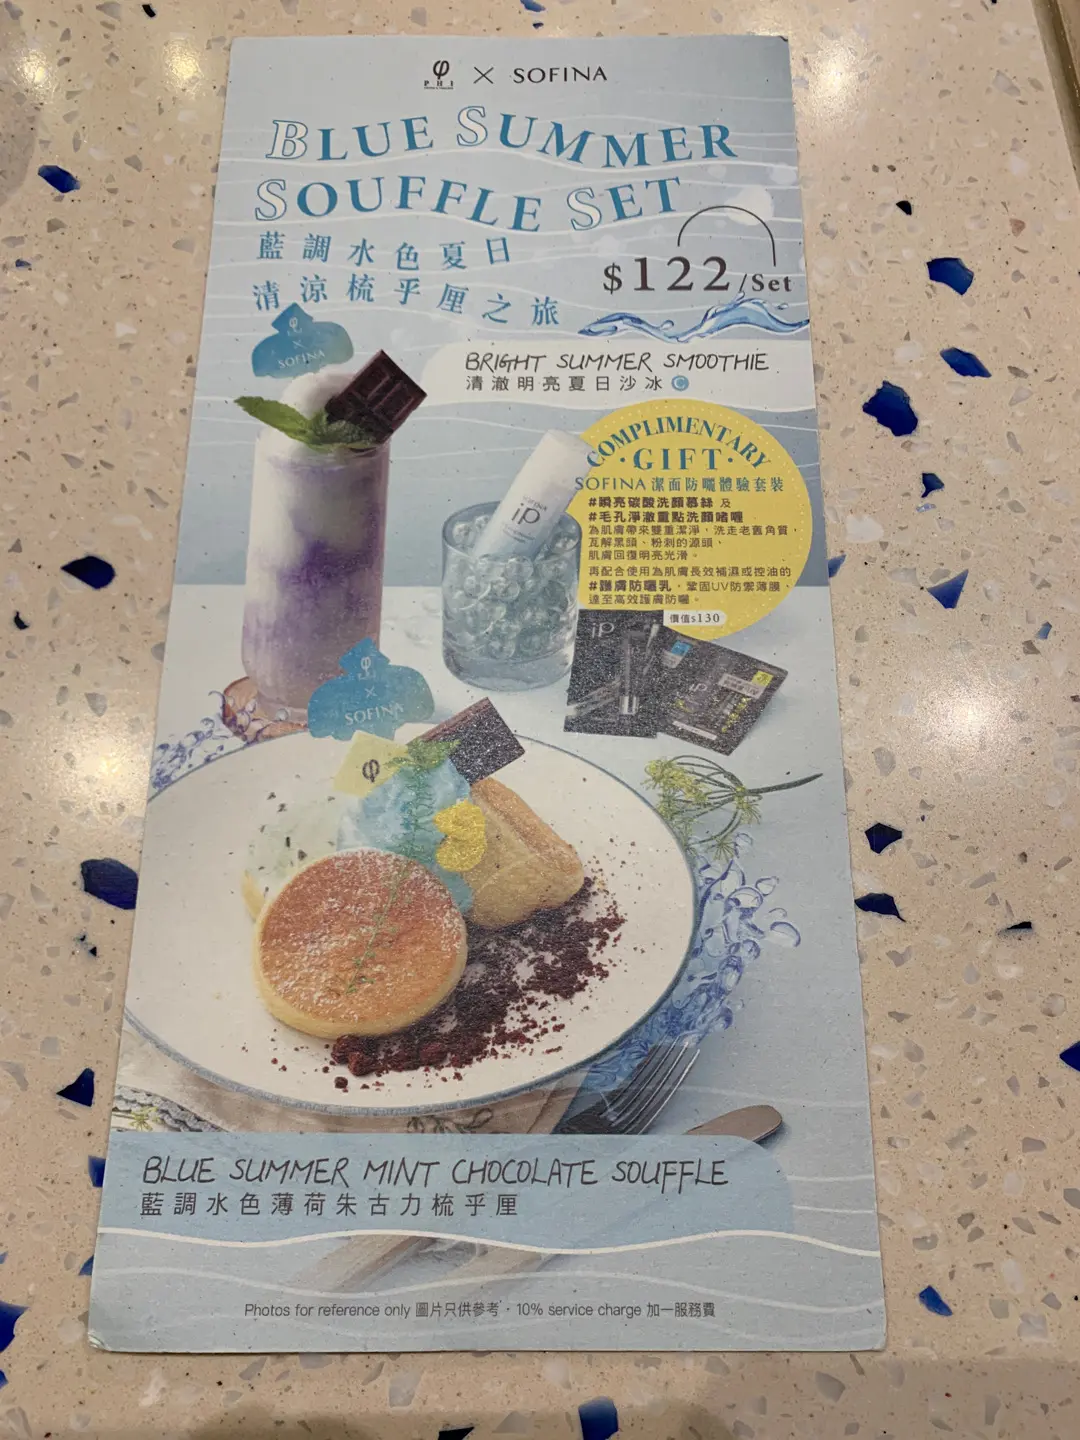 φ
PHI
× SOFINA
BLUE SUMMER
SOUFFLE SET
藍調水色夏日
清涼梳乎厘之旅
$122/Set
φ
×
SOFINA
BRIGHT SUMMER SMOOTHIE
清澈明亮夏日沙冰 C
COMPLIMENTARY
·GIFT·
SOFINA 潔面防曬體驗套裝
#瞬亮碳酸洗顏慕絲 及
#毛孔淨澈重點洗顏啫喱
為肌膚帶來雙重潔淨，洗走老舊角質，
瓦解黑頭、粉刺的源頭，
肌膚回復明亮光滑。
再配合使用為肌膚長效補濕或控油的
#護膚防曬乳，鞏固UV防禦薄膜，
達至高效護膚防曬。
價值$130
iP
iP
iP
φ
×
SOFINA
φ
BLUE SUMMER MINT CHOCOLATE SOUFFLE
藍調水色薄荷朱古力梳乎厘
Photos for reference only 圖片只供參考 · 10% service charge 加一服務費